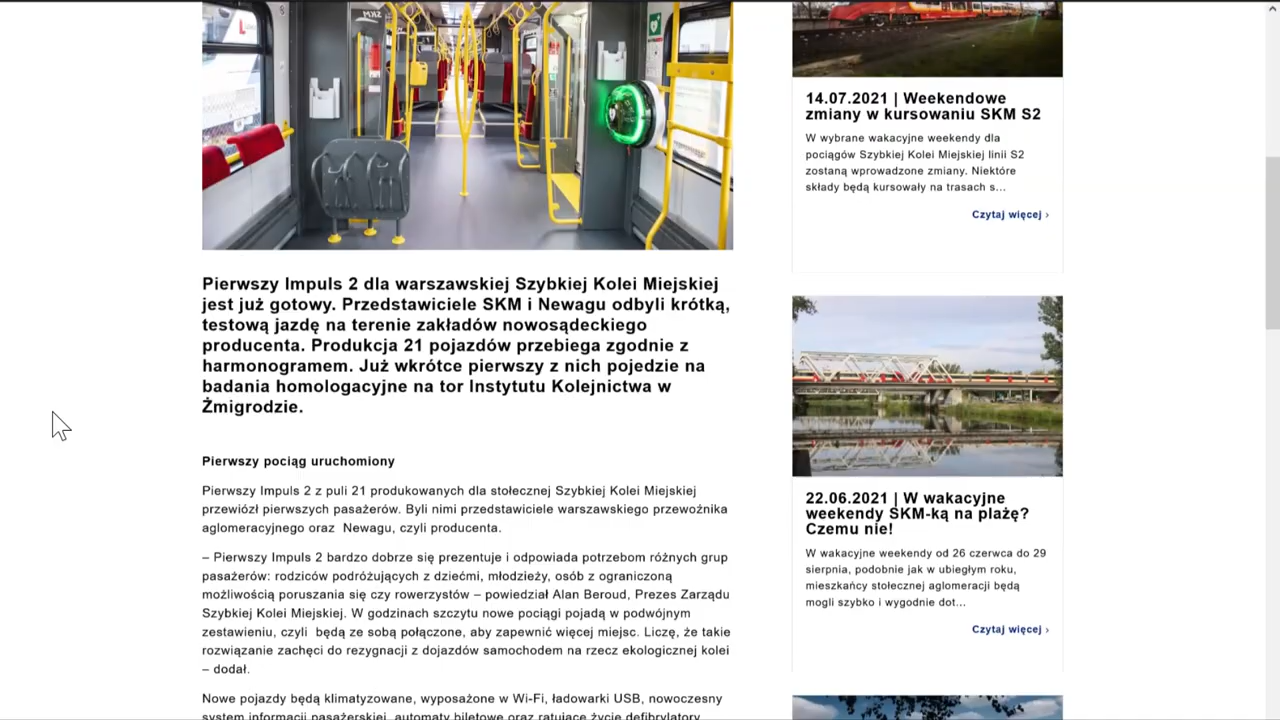 Pierwszy Impuls 2 dla warszawskiej Szybkiej Kolei Miejskiej
jest już gotowy. Przedstawiciele SKM i Newagu odbyli krótką,
testową jazdę na terenie zakładów nowosądeckiego
producenta. Produkcja 21 pojazdów przebiega zgodnie z
harmonogramem. Już wkrótce pierwszy z nich pojedzie na
badania homologacyjne na tor Instytutu Kolejnictwa w
Żmigrodzie.
Pierwszy pociąg uruchomiony
Pierwszy Impuls 2 z puli 21 produkowanych dla stołecznej Szybkiej Kolei Miejskiej
przewiózł pierwszych pasażerów. Byli nimi przedstawiciele warszawskiego przewoźnika
aglomeracyjnego oraz  Newagu, czyli producenta.
– Pierwszy Impuls 2 bardzo dobrze się prezentuje i odpowiada potrzebom różnych grup
pasażerów: rodziców podróżujących z dziećmi, młodzieży, osób z ograniczoną
możliwością poruszania się czy rowerzystów – powiedział Alan Beroud, Prezes Zarządu
Szybkiej Kolei Miejskiej. W godzinach szczytu nowe pociągi pojadą w podwójnym
zestawieniu, czyli  będą ze sobą połączone, aby zapewnić więcej miejsc. Liczę, że takie
rozwiązanie zachęci do rezygnacji z dojazdów samochodem na rzecz ekologicznej kolei
– dodał.
Nowe pojazdy będą klimatyzowane, wyposażone w Wi-Fi, ładowarki USB, nowoczesny
system informacji pasażerskiej, automaty biletowe oraz ratujące życie defibrylatory
14.07.2021 | Weekendowe
zmiany w kursowaniu SKM S2
W wybrane wakacyjne weekendy dla
pociągów Szybkiej Kolei Miejskiej linii S2
zostaną wprowadzone zmiany. Niektóre
składy będą kursowały na trasach s...
Czytaj więcej ›
22.06.2021 | W wakacyjne
weekendy SKM-ką na plażę?
Czemu nie!
W wakacyjne weekendy od 26 czerwca do 29
sierpnia, podobnie jak w ubiegłym roku,
mieszkańcy stołecznej aglomeracji będą
mogli szybko i wygodnie dot...
Czytaj więcej ›